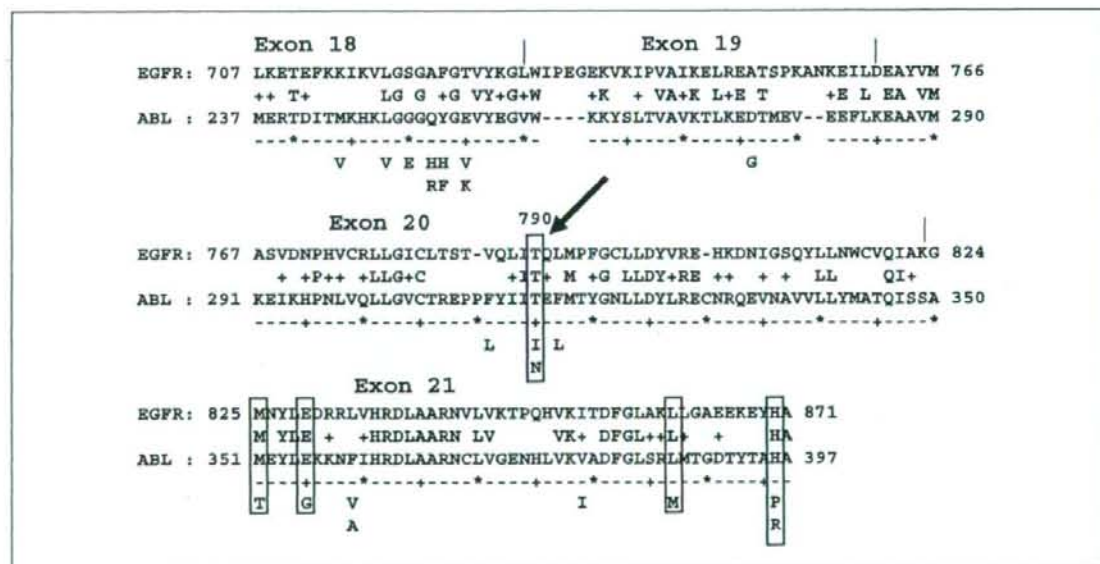 Exon 18 | Exon 19 |
EGFR: 707 LKETEFKKIKVLGSGAFGTVYKGLWIPEGEKVKIPVAIKELREATSPKANKEILDEAYVM 766
++ T+ LG G +G VY+G+W +K + VA+K L+E T +E L EA VM
ABL : 237 MERTDITMKHKLGGGQYGEVYEGVW----KKYSLTVAVKTLKEDTMEV--EEFLKEAAVM 290
---*----+----*----+----*- ---+----*----+----* ----+----*
V V E HH V G
RF K
Exon 20 790 |
EGFR: 767 ASVDNPHVCRLLGICLTST-VQLITQLMPFGCLLDYVRE-HKDNIGSQYLLNWCVQIAKG 824
+ +P++ +LLG+C +IT+ M +G LLDY+RE ++ + + LL QI+
ABL : 291 KEIKHPNLVQLLGVCTREPPFYIITEFMTYGNLLDYLRECNRQEVNAVVLLYMATQISSA 350
----+----*----+----*----+----*----+----*----+----*----+----*
L I L
N
Exon 21
EGFR: 825 MNYLEDRRLVHRDLAARNVLVKTPQHVKITDFGLAKLLGAEEKEYHA 871
M YLE + +HRDLAARN LV VK+ DFGL++L+ + HA
ABL : 351 MEYLEKKNFIHRDLAARNCLVGENHLVKVADFGLSRLMTGDTYTAHA 397
----+----*----+----*----+----*----+----*----+--
T G V I M P
A R